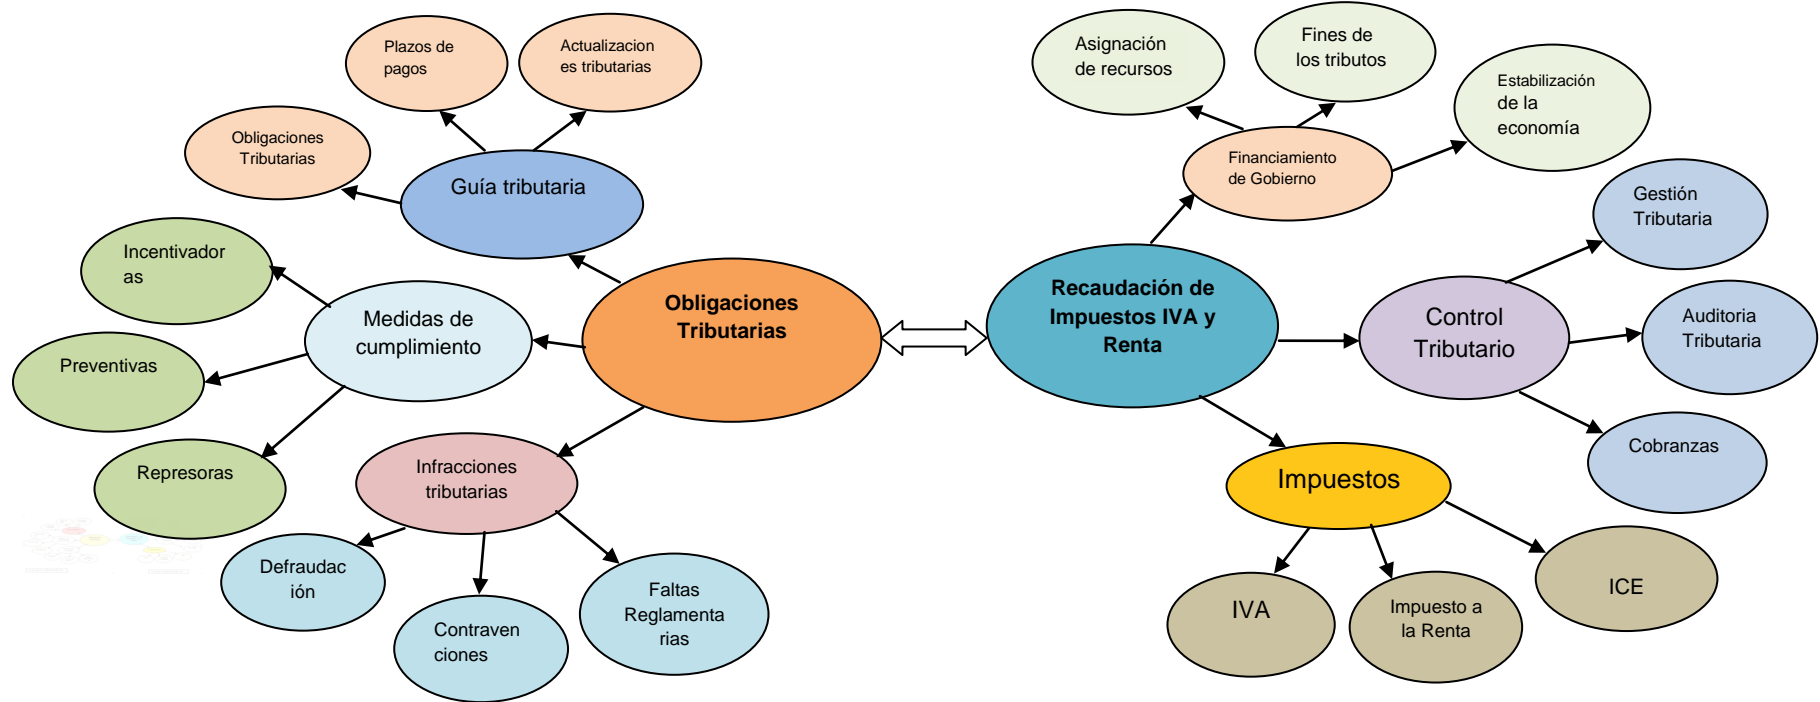 Plazos de
pagos
Actualizacion
es tributarias
Obligaciones
Tributarias
Guía tributaria
Incentivador
as
Medidas de
cumplimiento
Preventivas
Represoras
Obligaciones
Tributarias
Infracciones
tributarias
Defraudac
ión
Contraven
ciones
Faltas
Reglamenta
rias
Asignación
de recursos
Fines de
los tributos
Estabilización
de la
economía
Financiamiento
de Gobierno
Recaudación de
Impuestos IVA y
Renta
Gestión
Tributaria
Control
Tributario
Auditoria
Tributaria
Cobranzas
Impuestos
IVA
Impuesto a
la Renta
ICE